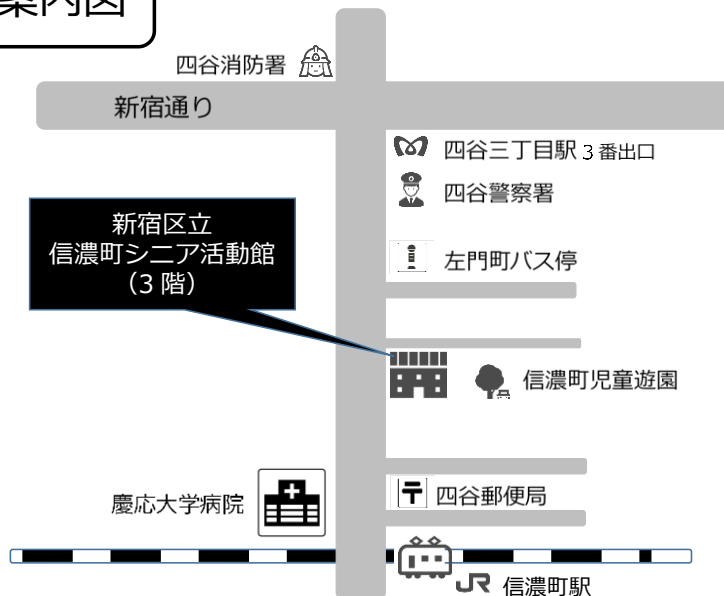 案内図
四谷消防署
新宿通り
四谷三丁目駅 3 番出口
四谷警察署
新宿区立
信濃町シニア活動館
（3 階）
左門町バス停
信濃町児童遊園
慶応大学病院
四谷郵便局
JR 信濃町駅